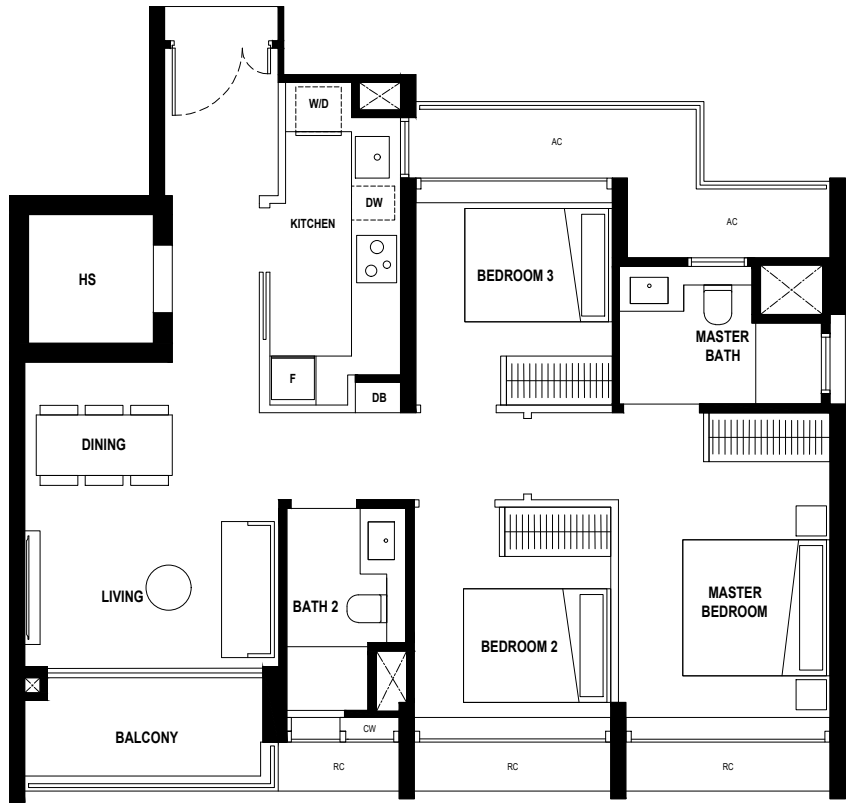 W/D
AC
DW
AC
KITCHEN
HS
BEDROOM 3
MASTER
BATH
F
DB
DINING
LIVING
BATH 2
MASTER
BEDROOM
BEDROOM 2
CW
BALCONY
RC
RC
RC